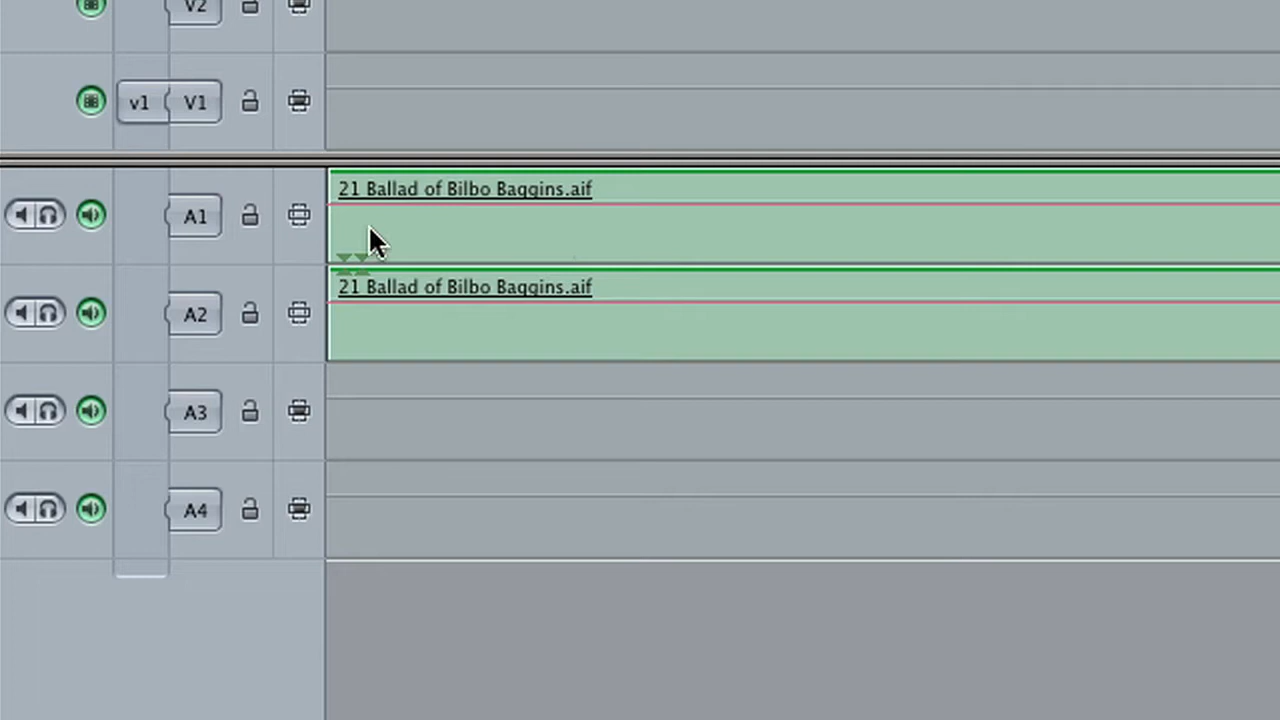 V2
v1 V1
A1 21 Ballad of Bilbo Baggins.aif
A2 21 Ballad of Bilbo Baggins.aif
A3
A4